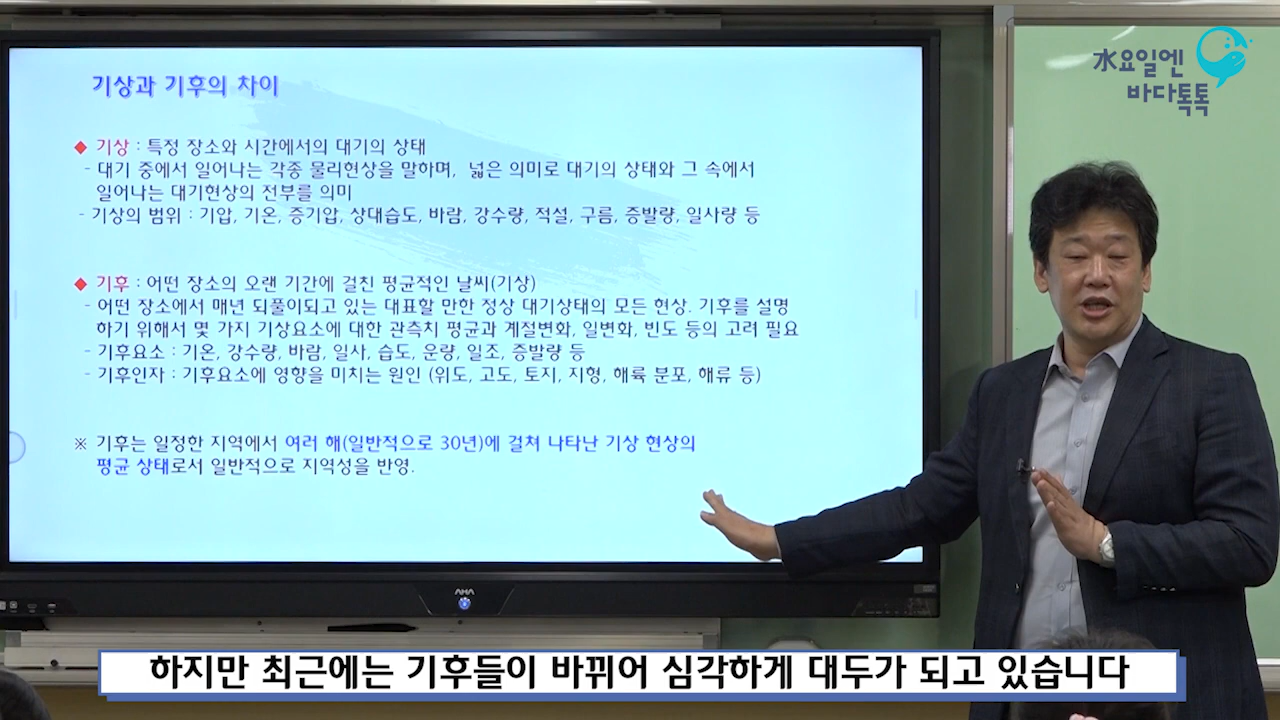 기상과 기후의 차이
水요일엔
바다톡톡
◆ 기상 : 특정 장소와 시간에서의 대기의 상태
- 대기 중에서 일어나는 각종 물리현상을 말하며, 넓은 의미로 대기의 상태와 그 속에서
일어나는 대기현상의 전부를 의미
- 기상의 범위 : 기압, 기온, 증기압, 상대습도, 바람, 강수량, 적설, 구름, 증발량, 일사량 등
◆ 기후 : 어떤 장소의 오랜 기간에 걸친 평균적인 날씨(기상)
- 어떤 장소에서 매년 되풀이되고 있는 대표할 만한 정상 대기상태의 모든 현상. 기후를 설명
하기 위해서 몇 가지 기상요소에 대한 관측치 평균과 계절변화, 일변화, 빈도 등의 고려 필요
- 기후요소 : 기온, 강수량, 바람, 일사, 습도, 운량, 일조, 증발량 등
- 기후인자 : 기후요소에 영향을 미치는 원인 (위도, 고도, 토지, 지형, 해륙 분포, 해류 등)
※ 기후는 일정한 지역에서 여러 해(일반적으로 30년)에 걸쳐 나타난 기상 현상의
평균 상태로서 일반적으로 지역성을 반영.
AHA
하지만 최근에는 기후들이 바뀌어 심각하게 대두가 되고 있습니다